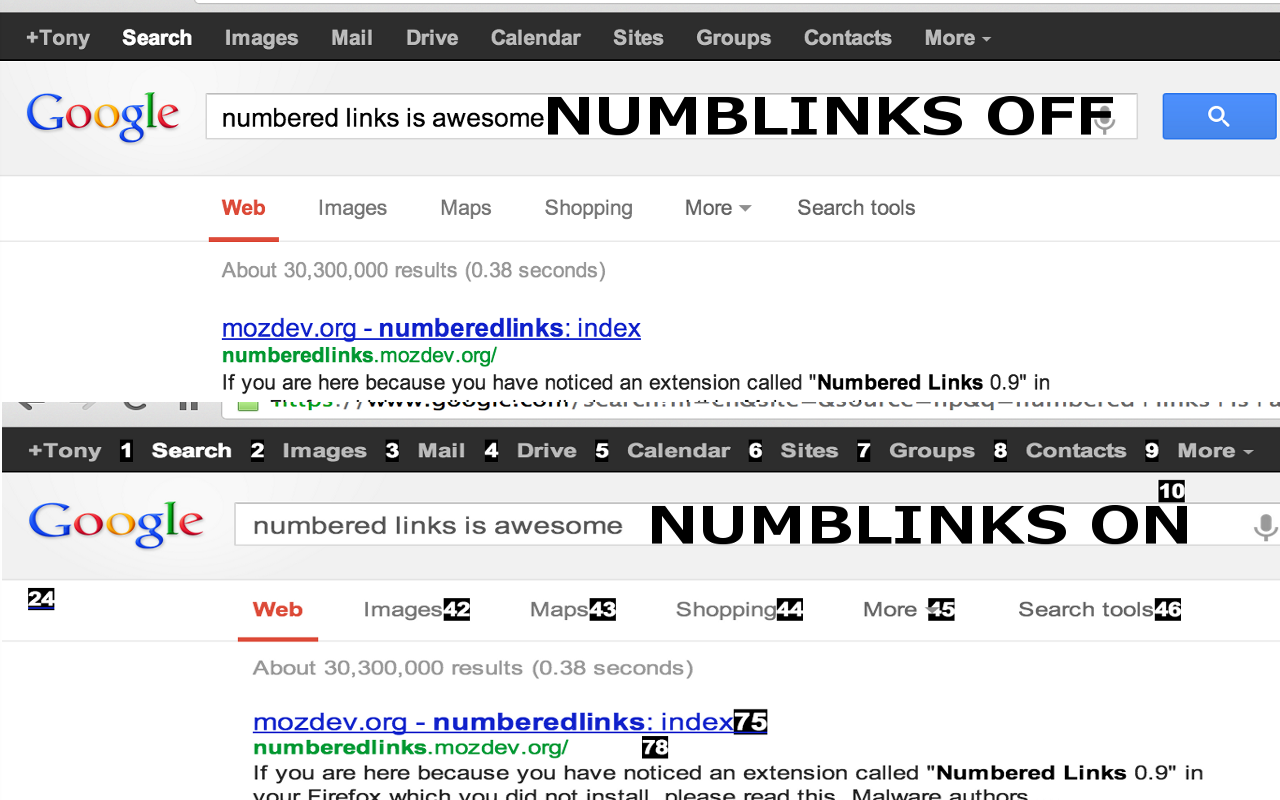 +Tony Search Images Mail Drive Calendar Sites Groups Contacts More
Google numbered links is awesome NUMBLINKS OFF
Web Images Maps Shopping More Search tools
About 30,300,000 results (0.38 seconds)
mozdev.org - numberedlinks: index
numberedlinks.mozdev.org/
If you are here because you have noticed an extension called "Numbered Links 0.9" in
+Tony 1 Search 2 Images 3 Mail 4 Drive 5 Calendar 6 Sites 7 Groups 8 Contacts 9 More
10
Google numbered links is awesome NUMBLINKS ON
24 Web Images42 Maps43 Shopping44 More 45 Search tools46
About 30,300,000 results (0.38 seconds)
mozdev.org - numberedlinks: index75
numberedlinks.mozdev.org/ 78
If you are here because you have noticed an extension called "Numbered Links 0.9" in
your Firefox which you did not install, please read this. Malware authors